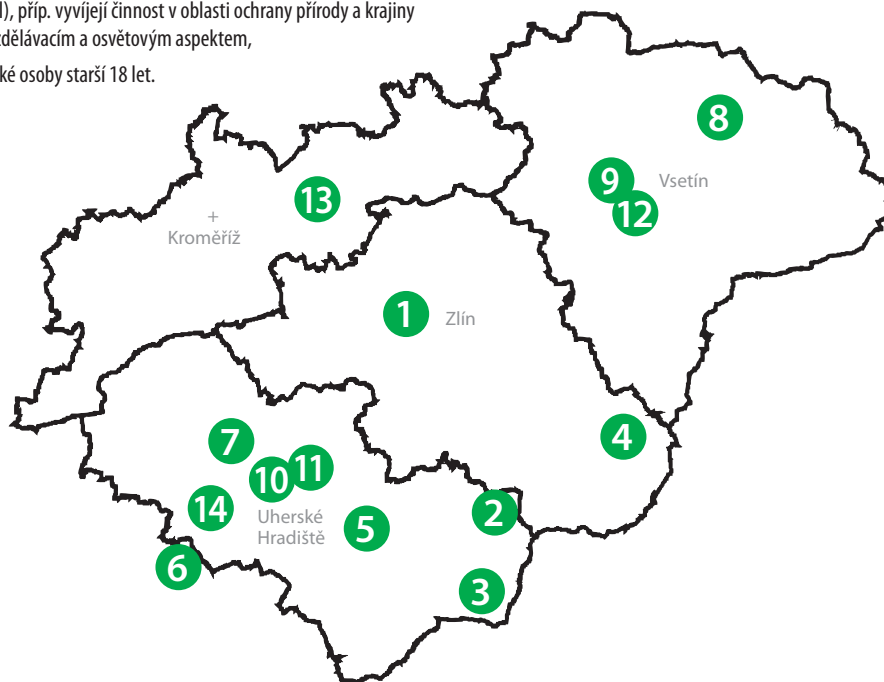 l), příp. vyvíjejí činnost v oblasti ochrany přírody a krajiny
zdělávacím a osvětovým aspektem,
ké osoby starší 18 let.
8
9
Vsetín
13
12
+
Kroměříž
1
Zlín
7
4
11
10
14
2
Uherské
5
Hradiště
6
3